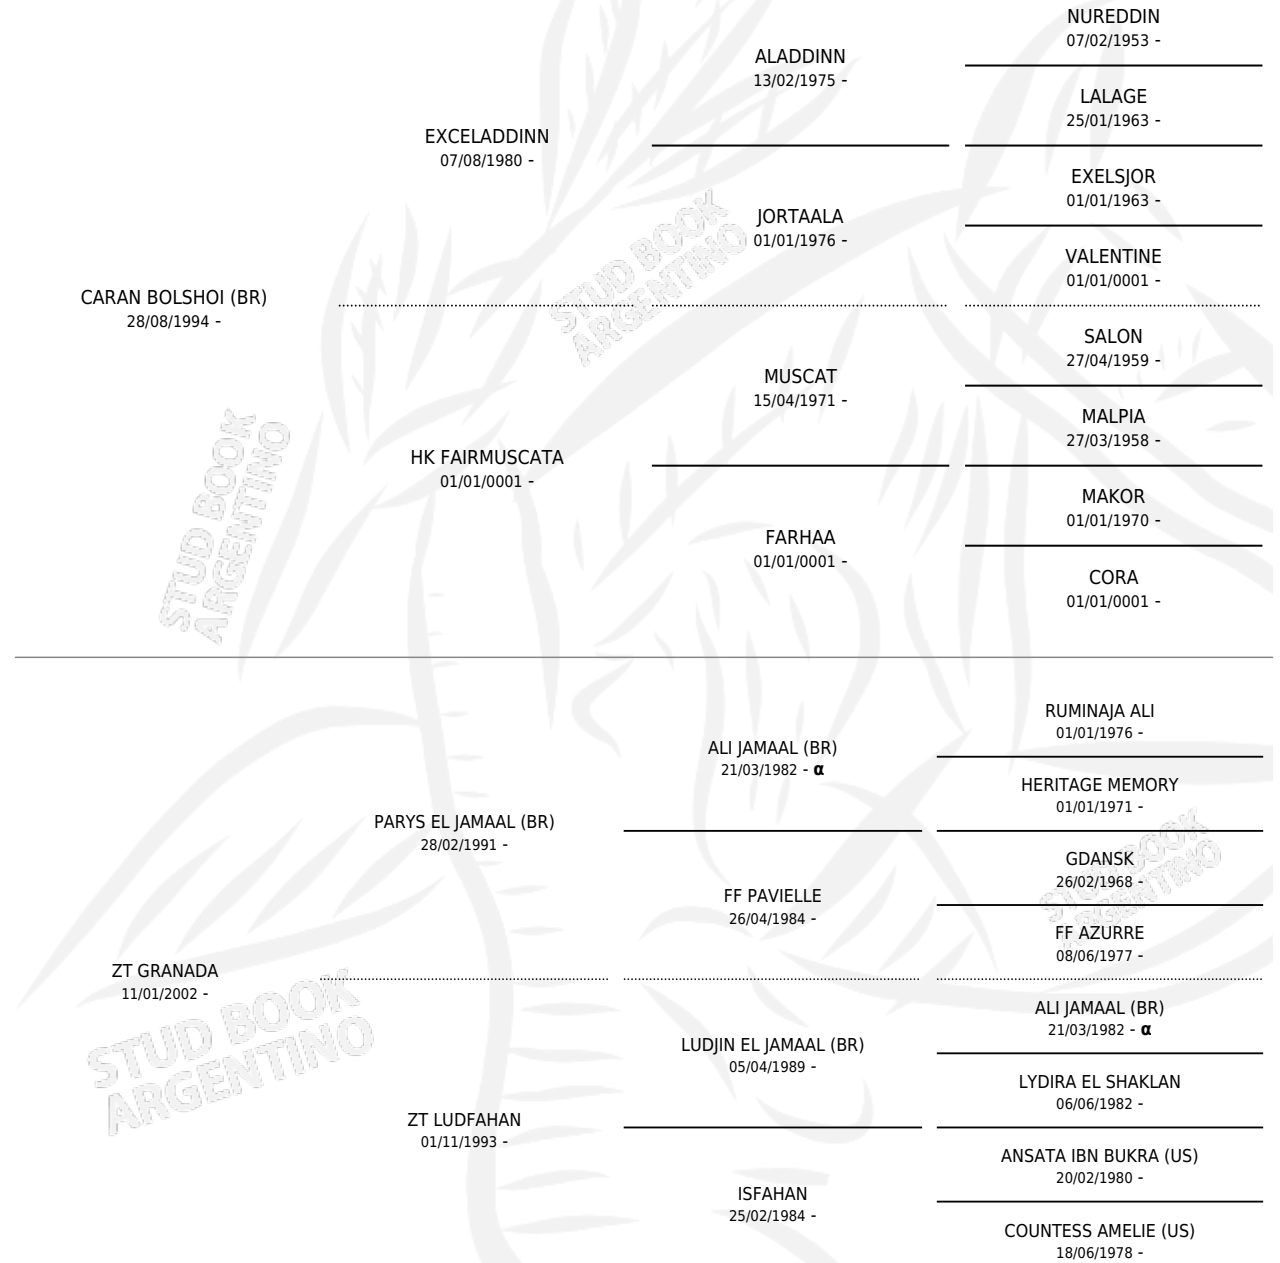 NUREDDIN
07/02/1953 -
ALADDINN
13/02/1975 -
LALAGE
25/01/1963 -
EXCELADDINN
07/08/1980 -
EXELSJOR
01/01/1963 -
JORTAALA
01/01/1976 -
VALENTINE
01/01/0001 -
CARAN BOLSHOI (BR)
28/08/1994 -
SALON
27/04/1959 -
MUSCAT
15/04/1971 -
MALPIA
27/03/1958 -
HK FAIRMUSCATA
01/01/0001 -
MAKOR
01/01/1970 -
FARHAA
01/01/0001 -
CORA
01/01/0001 -
RUMINAJA ALI
01/01/1976 -
ALI JAMAAL (BR)
21/03/1982 - α
HERITAGE MEMORY
01/01/1971 -
PARYS EL JAMAAL (BR)
28/02/1991 -
GDANSK
26/02/1968 -
FF PAVIELLE
26/04/1984 -
FF AZURRE
08/06/1977 -
ZT GRANADA
11/01/2002 -
ALI JAMAAL (BR)
21/03/1982 - α
LUDJIN EL JAMAAL (BR)
05/04/1989 -
LYDIRA EL SHAKLAN
06/06/1982 -
ZT LUDFAHAN
01/11/1993 -
ANSATA IBN BUKRA (US)
20/02/1980 -
ISFAHAN
25/02/1984 -
COUNTESS AMELIE (US)
18/06/1978 -
STUD BOOK
ARGENTINO
STUD BOOK
ARGENTINO
STUD BOOK
ARGENTINO
STUD BOOK
ARGENTINO